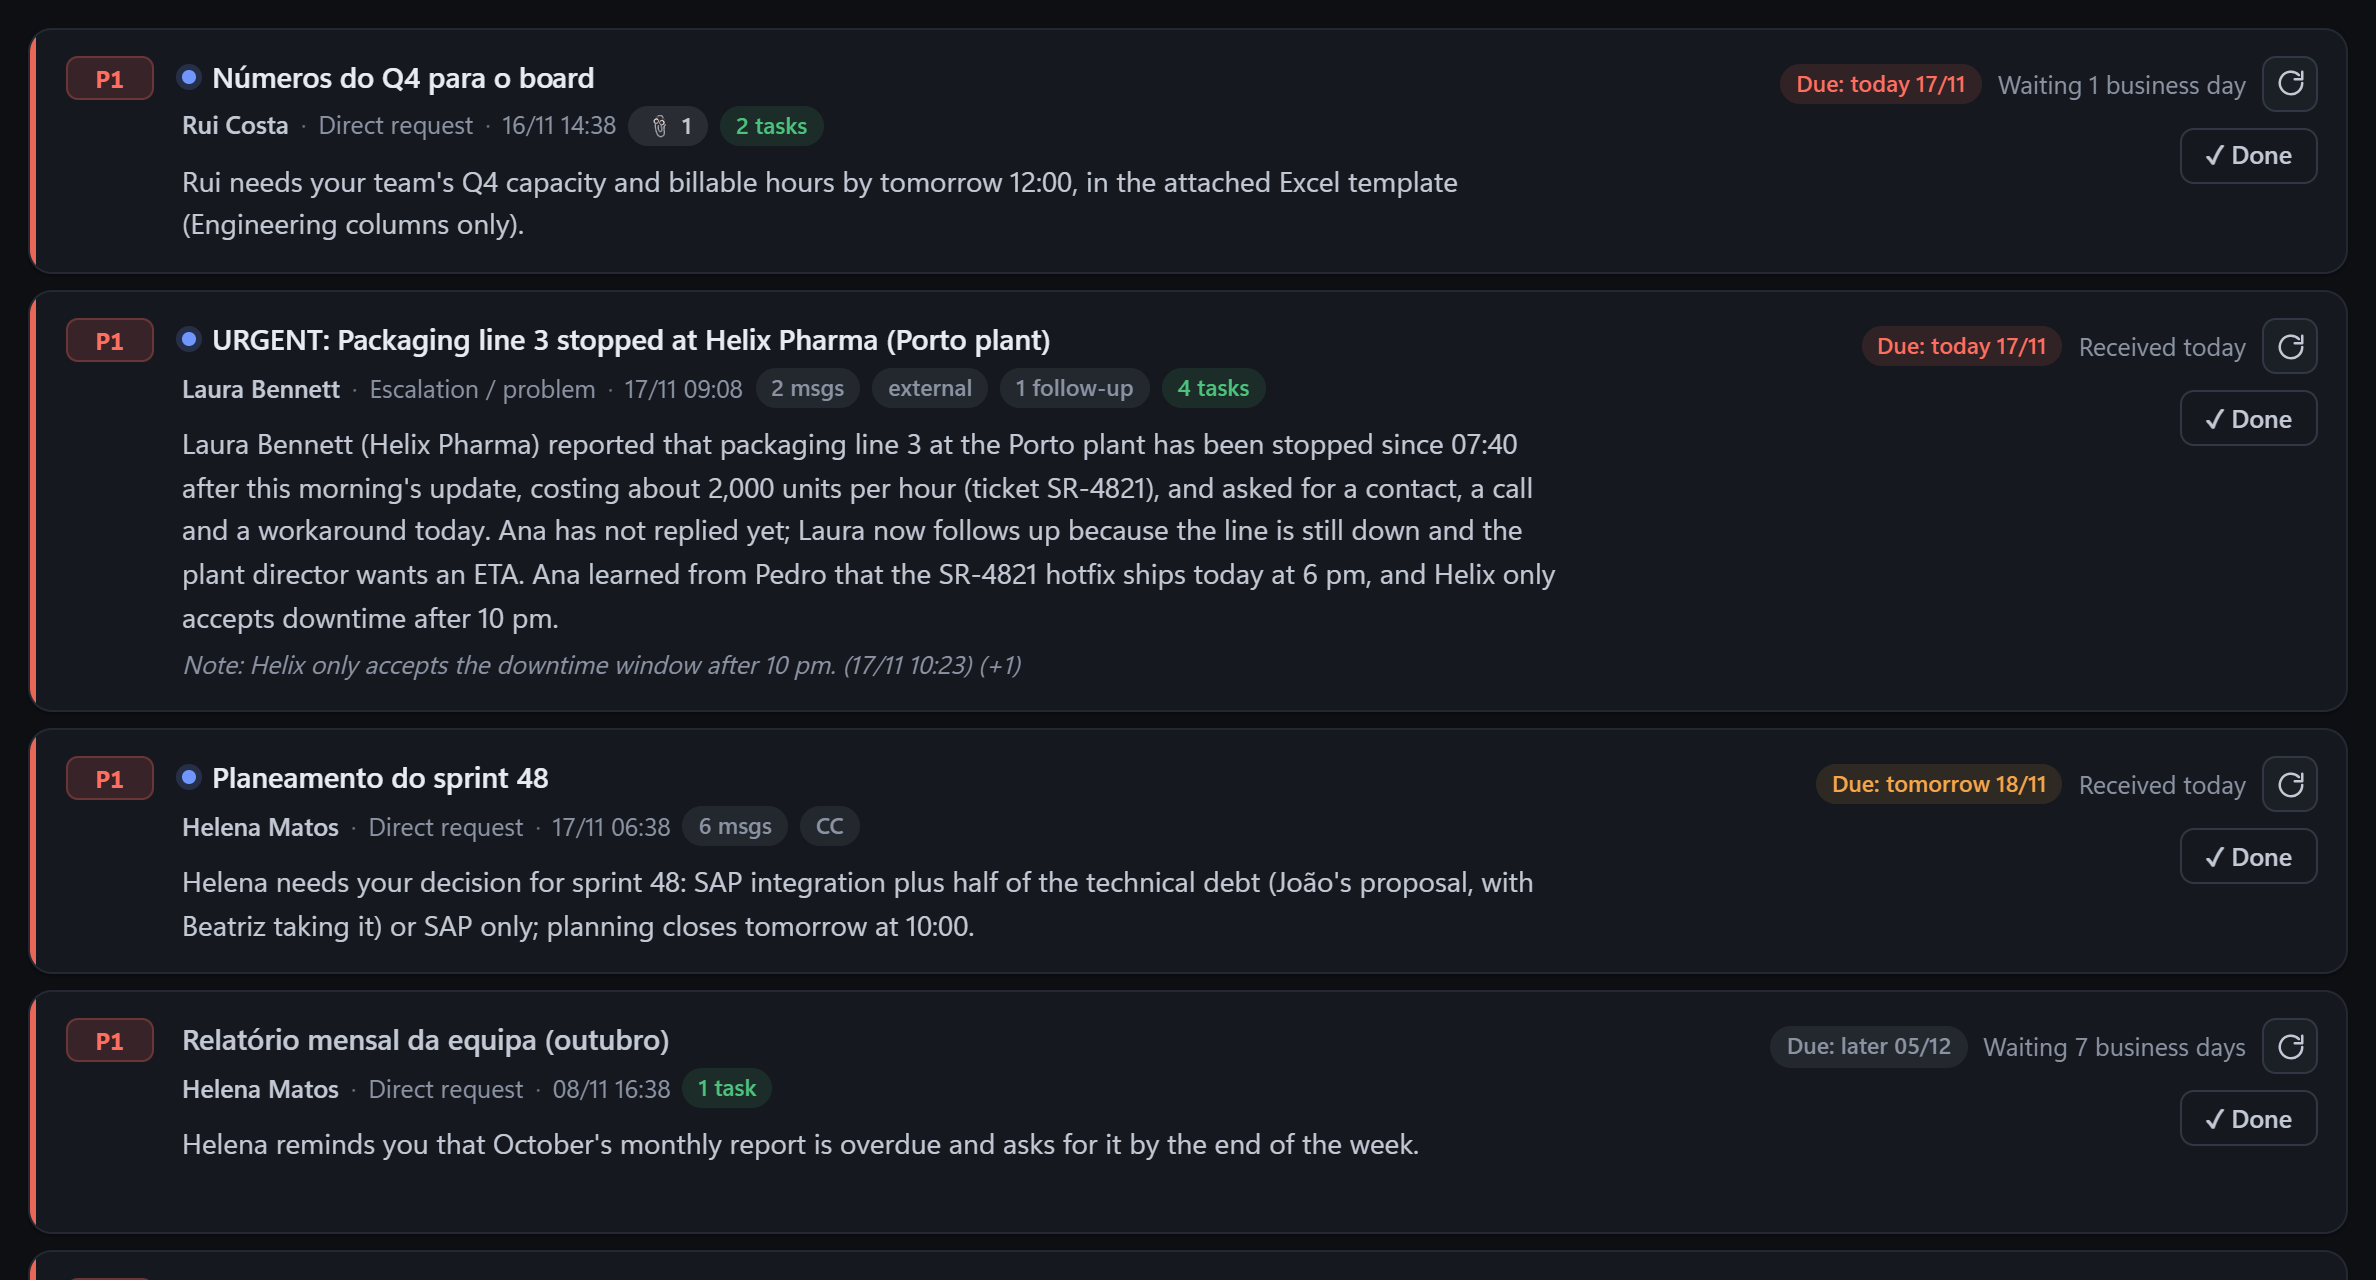 P1
Números do Q4 para o board
Due: today 17/11 Waiting 1 business day
Rui Costa · Direct request · 16/11 14:38 1 2 tasks
✓ Done
Rui needs your team's Q4 capacity and billable hours by tomorrow 12:00, in the attached Excel template
(Engineering columns only).
P1
URGENT: Packaging line 3 stopped at Helix Pharma (Porto plant)
Due: today 17/11 Received today
Laura Bennett · Escalation / problem · 17/11 09:08 2 msgs external 1 follow-up 4 tasks
✓ Done
Laura Bennett (Helix Pharma) reported that packaging line 3 at the Porto plant has been stopped since 07:40
after this morning's update, costing about 2,000 units per hour (ticket SR-4821), and asked for a contact, a call
and a workaround today. Ana has not replied yet; Laura now follows up because the line is still down and the
plant director wants an ETA. Ana learned from Pedro that the SR-4821 hotfix ships today at 6 pm, and Helix only
accepts downtime after 10 pm.
Note: Helix only accepts the downtime window after 10 pm. (17/11 10:23) (+1)
P1
Planeamento do sprint 48
Due: tomorrow 18/11 Received today
Helena Matos · Direct request · 17/11 06:38 6 msgs CC
✓ Done
Helena needs your decision for sprint 48: SAP integration plus half of the technical debt (João's proposal, with
Beatriz taking it) or SAP only; planning closes tomorrow at 10:00.
P1
Relatório mensal da equipa (outubro)
Due: later 05/12 Waiting 7 business days
Helena Matos · Direct request · 08/11 16:38 1 task
✓ Done
Helena reminds you that October's monthly report is overdue and asks for it by the end of the week.